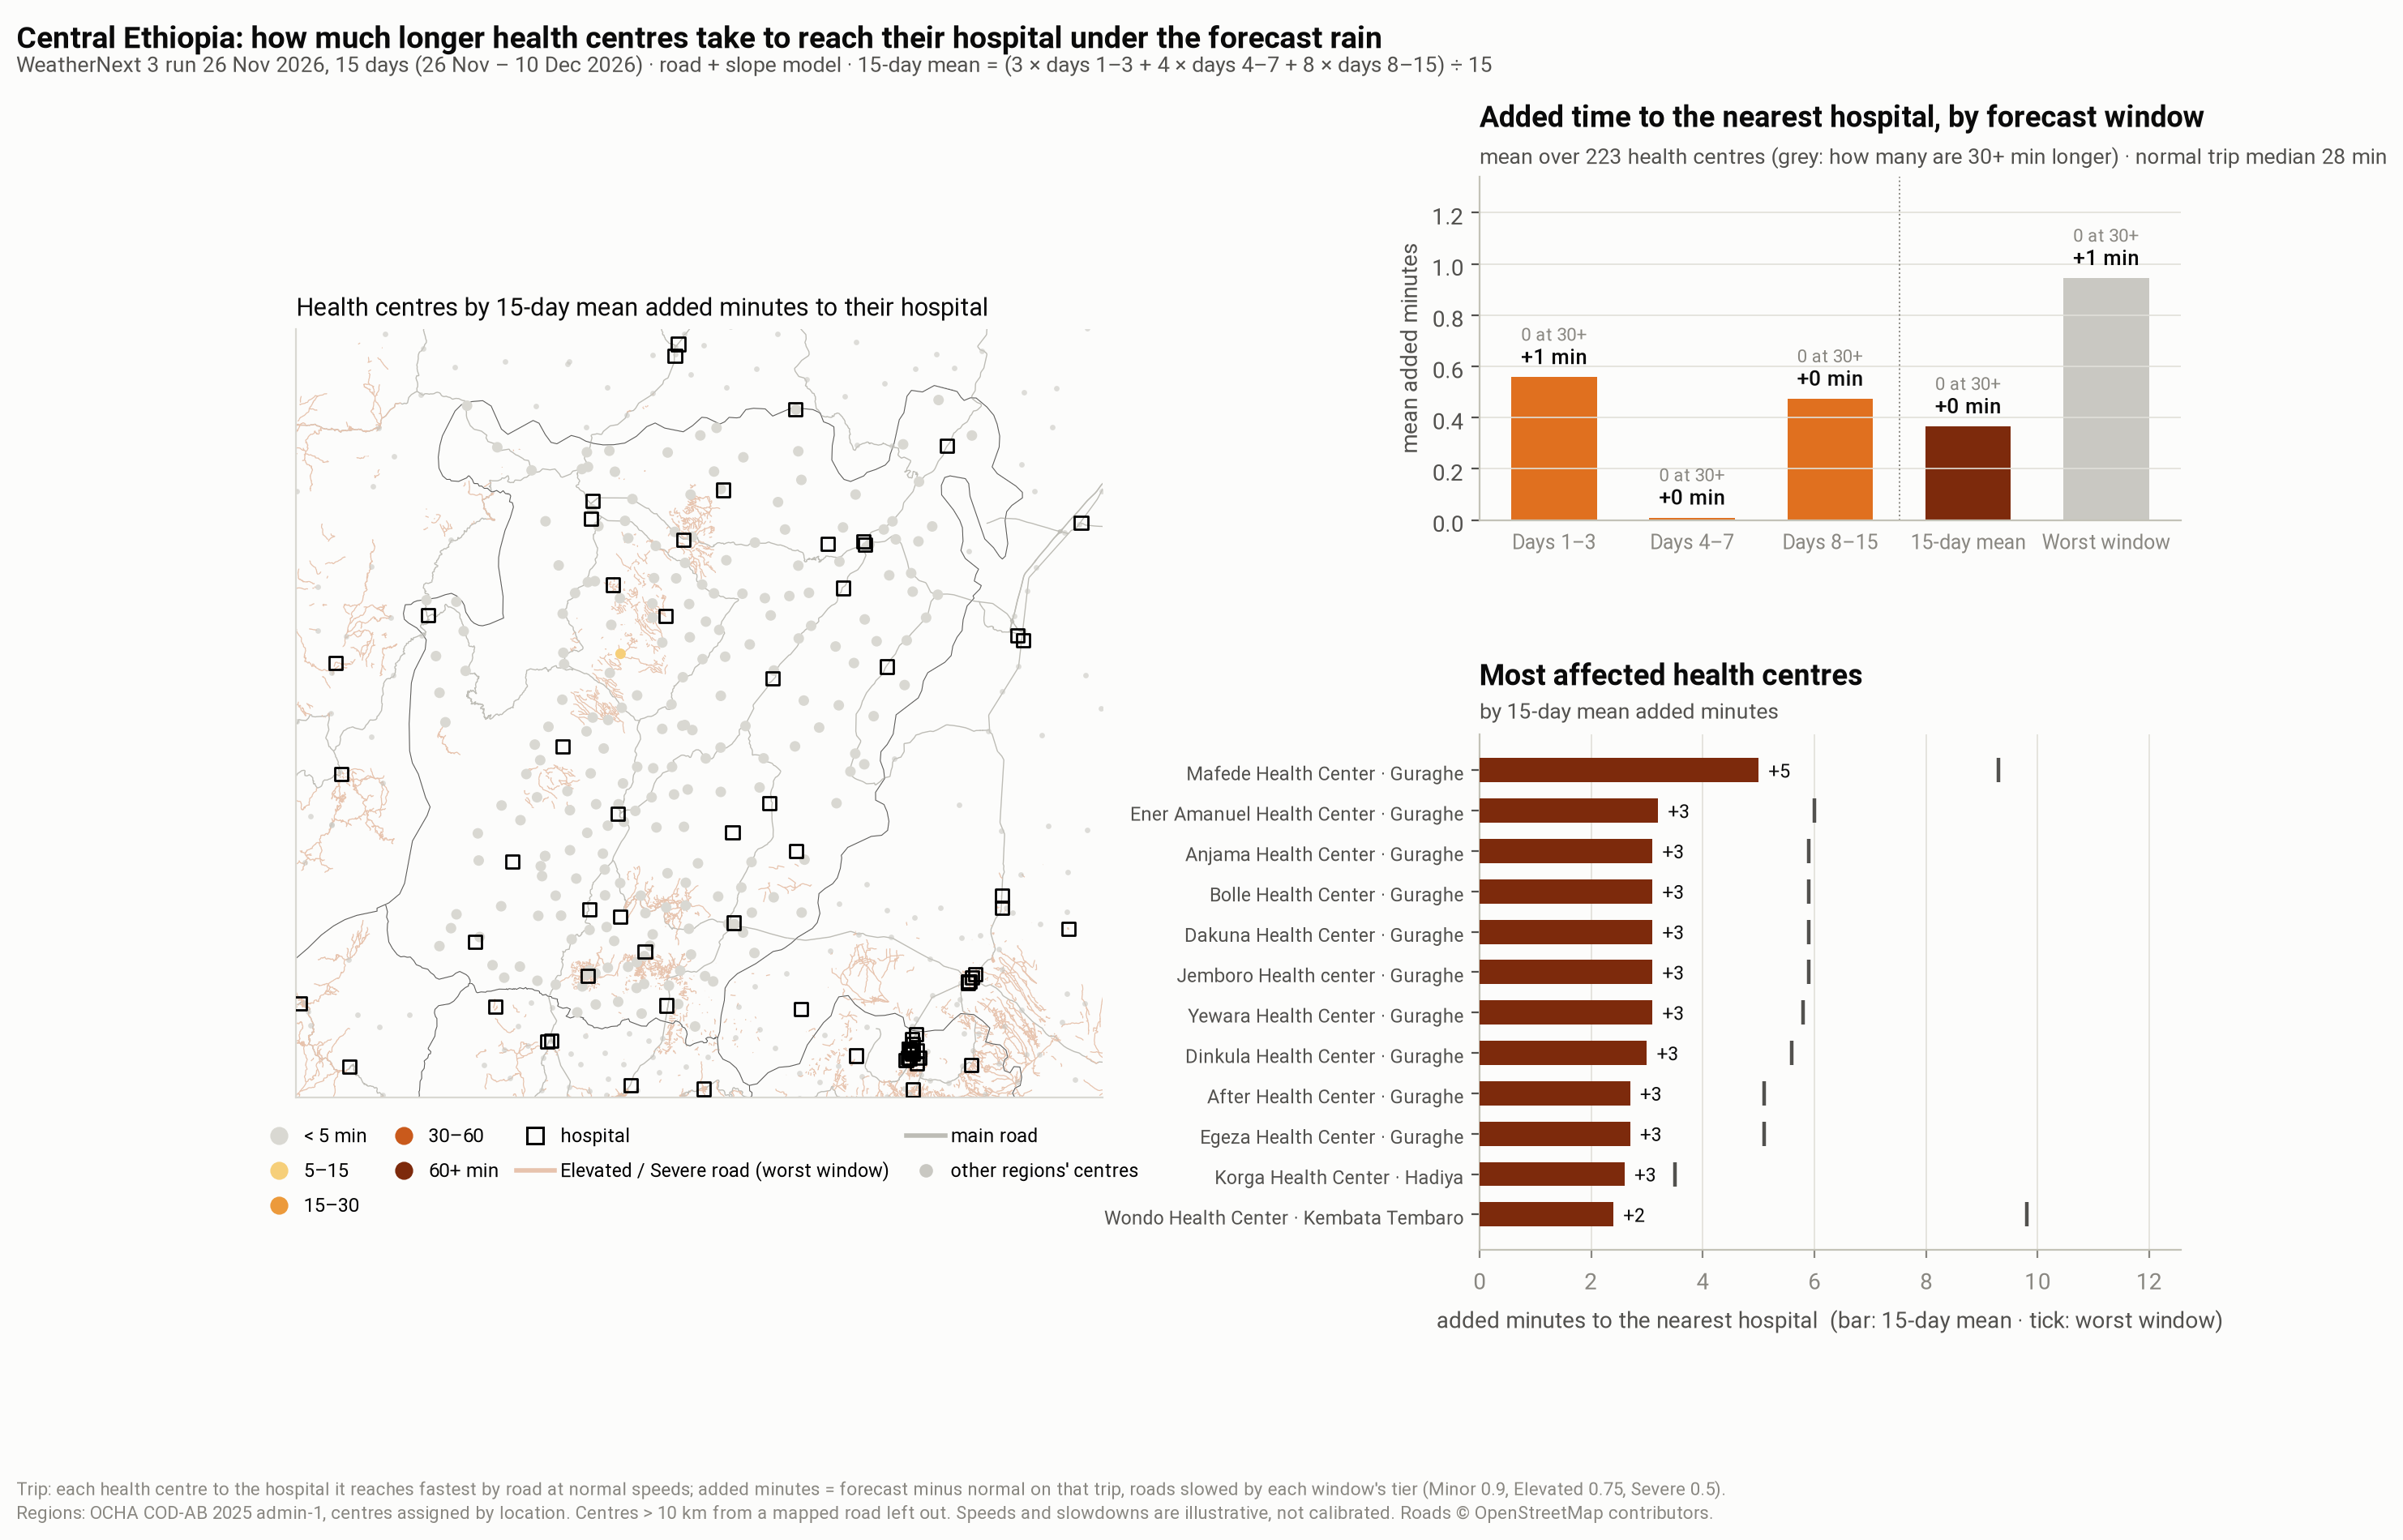 Central Ethiopia: how much longer health centres take to reach their hospital under the forecast rain
WeatherNext 3 run 26 Nov 2026, 15 days (26 Nov – 10 Dec 2026) · road + slope model · 15-day mean = (3 × days 1–3 + 4 × days 4–7 + 8 × days 8–15) ÷ 15
Health centres by 15-day mean added minutes to their hospital
< 5 min
30–60
hospital
main road
5–15
60+ min
Elevated / Severe road (worst window)
other regions' centres
15–30
Added time to the nearest hospital, by forecast window
mean over 223 health centres (grey: how many are 30+ min longer) · normal trip median 28 min
mean added minutes
1.2
1.0
0.8
0.6
0.4
0.2
0.0
0 at 30+
+1 min
0 at 30+
+0 min
0 at 30+
+0 min
0 at 30+
+0 min
0 at 30+
+1 min
Days 1–3
Days 4–7
Days 8–15
15-day mean
Worst window
Most affected health centres
by 15-day mean added minutes
Mafede Health Center · Guraghe
+5
Ener Amanuel Health Center · Guraghe
+3
Anjama Health Center · Guraghe
+3
Bolle Health Center · Guraghe
+3
Dakuna Health Center · Guraghe
+3
Jemboro Health center · Guraghe
+3
Yewara Health Center · Guraghe
+3
Dinkula Health Center · Guraghe
+3
After Health Center · Guraghe
+3
Egeza Health Center · Guraghe
+3
Korga Health Center · Hadiya
+3
Wondo Health Center · Kembata Tembaro
+2
0
2
4
6
8
10
12
added minutes to the nearest hospital (bar: 15-day mean · tick: worst window)
Trip: each health centre to the hospital it reaches fastest by road at normal speeds; added minutes = forecast minus normal on that trip, roads slowed by each window's tier (Minor 0.9, Elevated 0.75, Severe 0.5).
Regions: OCHA COD-AB 2025 admin-1, centres assigned by location. Centres > 10 km from a mapped road left out. Speeds and slowdowns are illustrative, not calibrated. Roads © OpenStreetMap contributors.